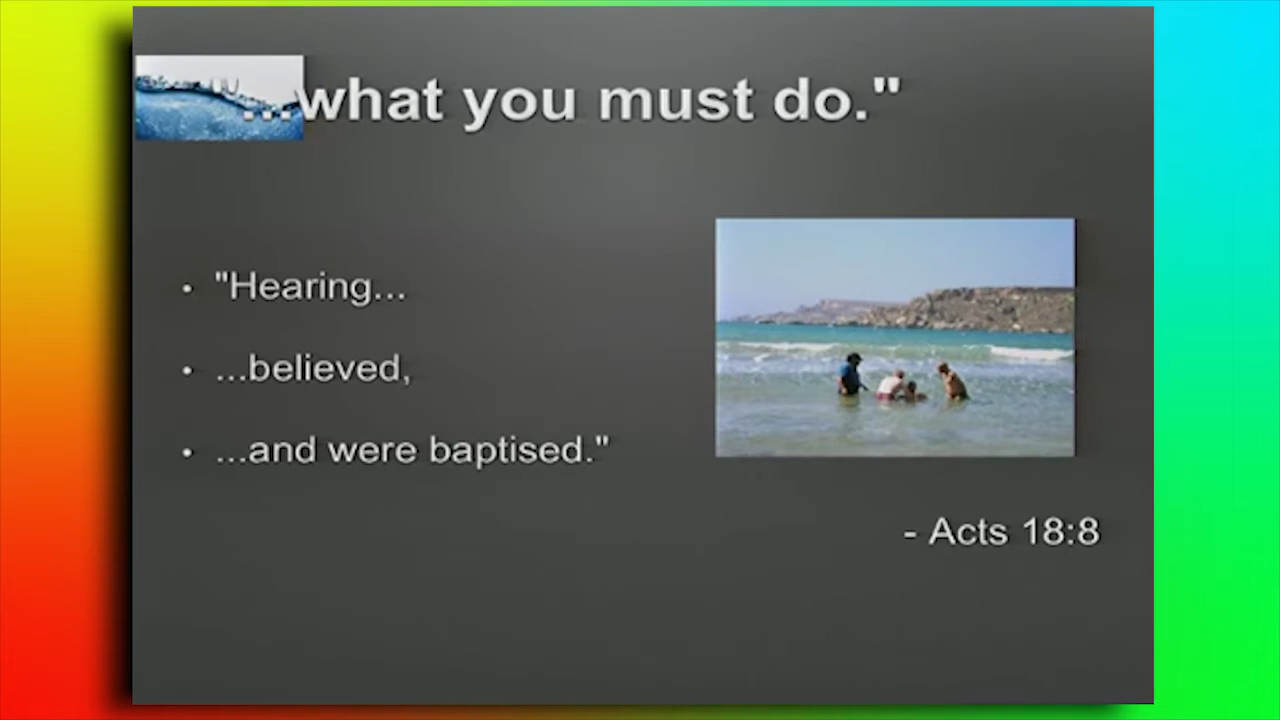 "...what you must do."
• "Hearing...
• ...believed,
• ...and were baptised."
- Acts 18:8